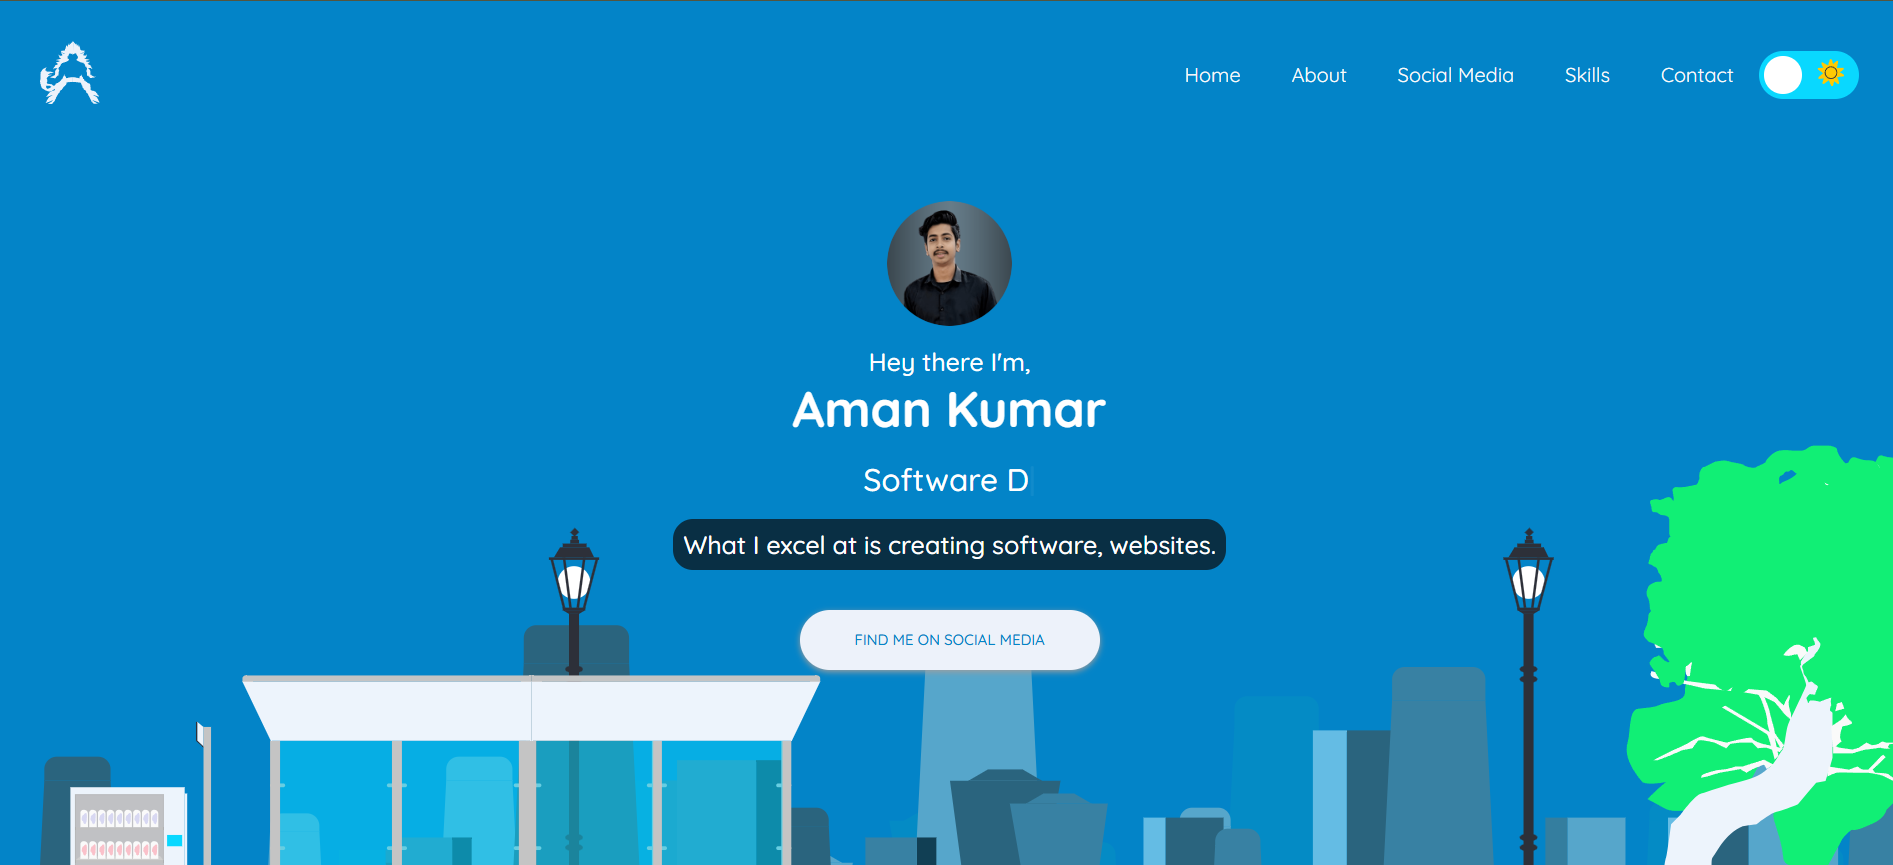 Home About Social Media Skills Contact
Hey there I'm,
Aman Kumar
Software D
What I excel at is creating software, websites.
FIND ME ON SOCIAL MEDIA